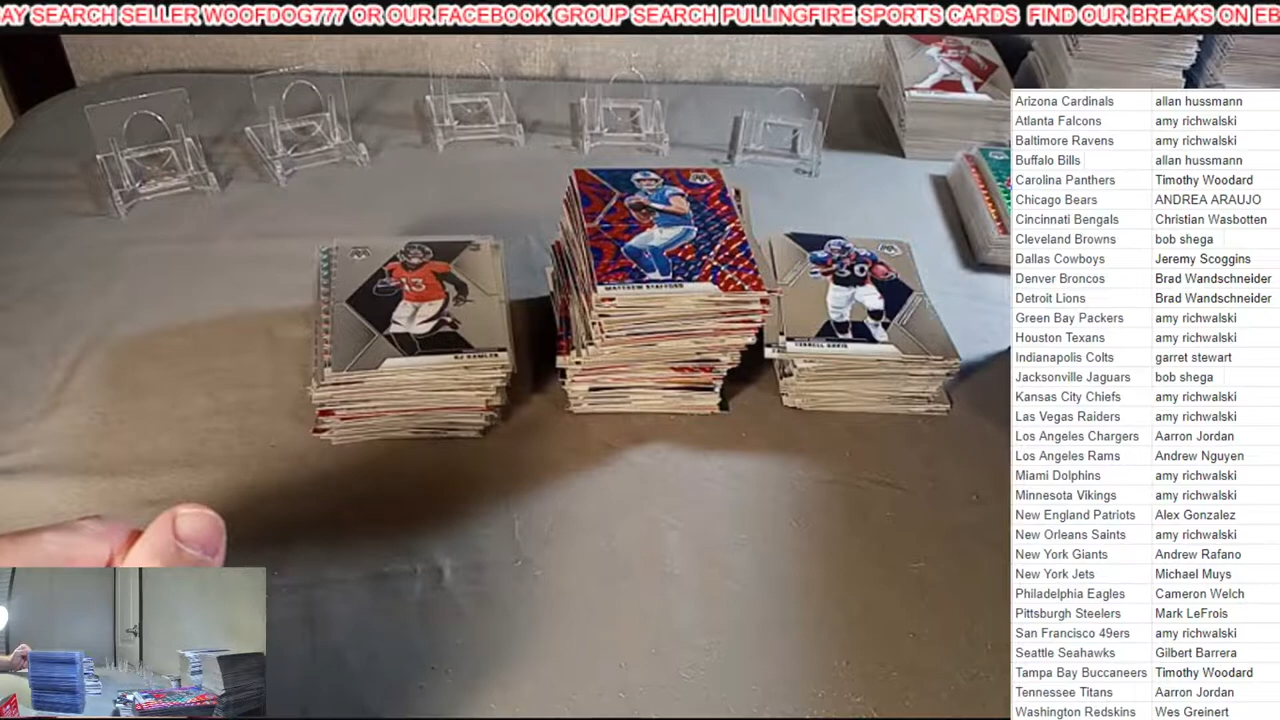 AY SEARCH SELLER WOOFDOG777 OR OUR FACEBOOK GROUP SEARCH PULLINGFIRE SPORTS CARDS FIND OUR BREAKS ON EB
MATTHEW STAFFORD
KJ HAMLER
TERRELL DAVIS
13
30
Arizona Cardinals allan hussmann
Atlanta Falcons amy richwalski
Baltimore Ravens amy richwalski
Buffalo Bills allan hussmann
Carolina Panthers Timothy Woodard
Chicago Bears ANDREA ARAUJO
Cincinnati Bengals Christian Wasbotten
Cleveland Browns bob shega
Dallas Cowboys Jeremy Scoggins
Denver Broncos Brad Wandschneider
Detroit Lions Brad Wandschneider
Green Bay Packers amy richwalski
Houston Texans amy richwalski
Indianapolis Colts garret stewart
Jacksonville Jaguars bob shega
Kansas City Chiefs amy richwalski
Las Vegas Raiders amy richwalski
Los Angeles Chargers Aarron Jordan
Los Angeles Rams Andrew Nguyen
Miami Dolphins amy richwalski
Minnesota Vikings amy richwalski
New England Patriots Alex Gonzalez
New Orleans Saints amy richwalski
New York Giants Andrew Rafano
New York Jets Michael Muys
Philadelphia Eagles Cameron Welch
Pittsburgh Steelers Mark LeFrois
San Francisco 49ers amy richwalski
Seattle Seahawks Gilbert Barrera
Tampa Bay Buccaneers Timothy Woodard
Tennessee Titans Aarron Jordan
Washington Redskins Wes Greinert